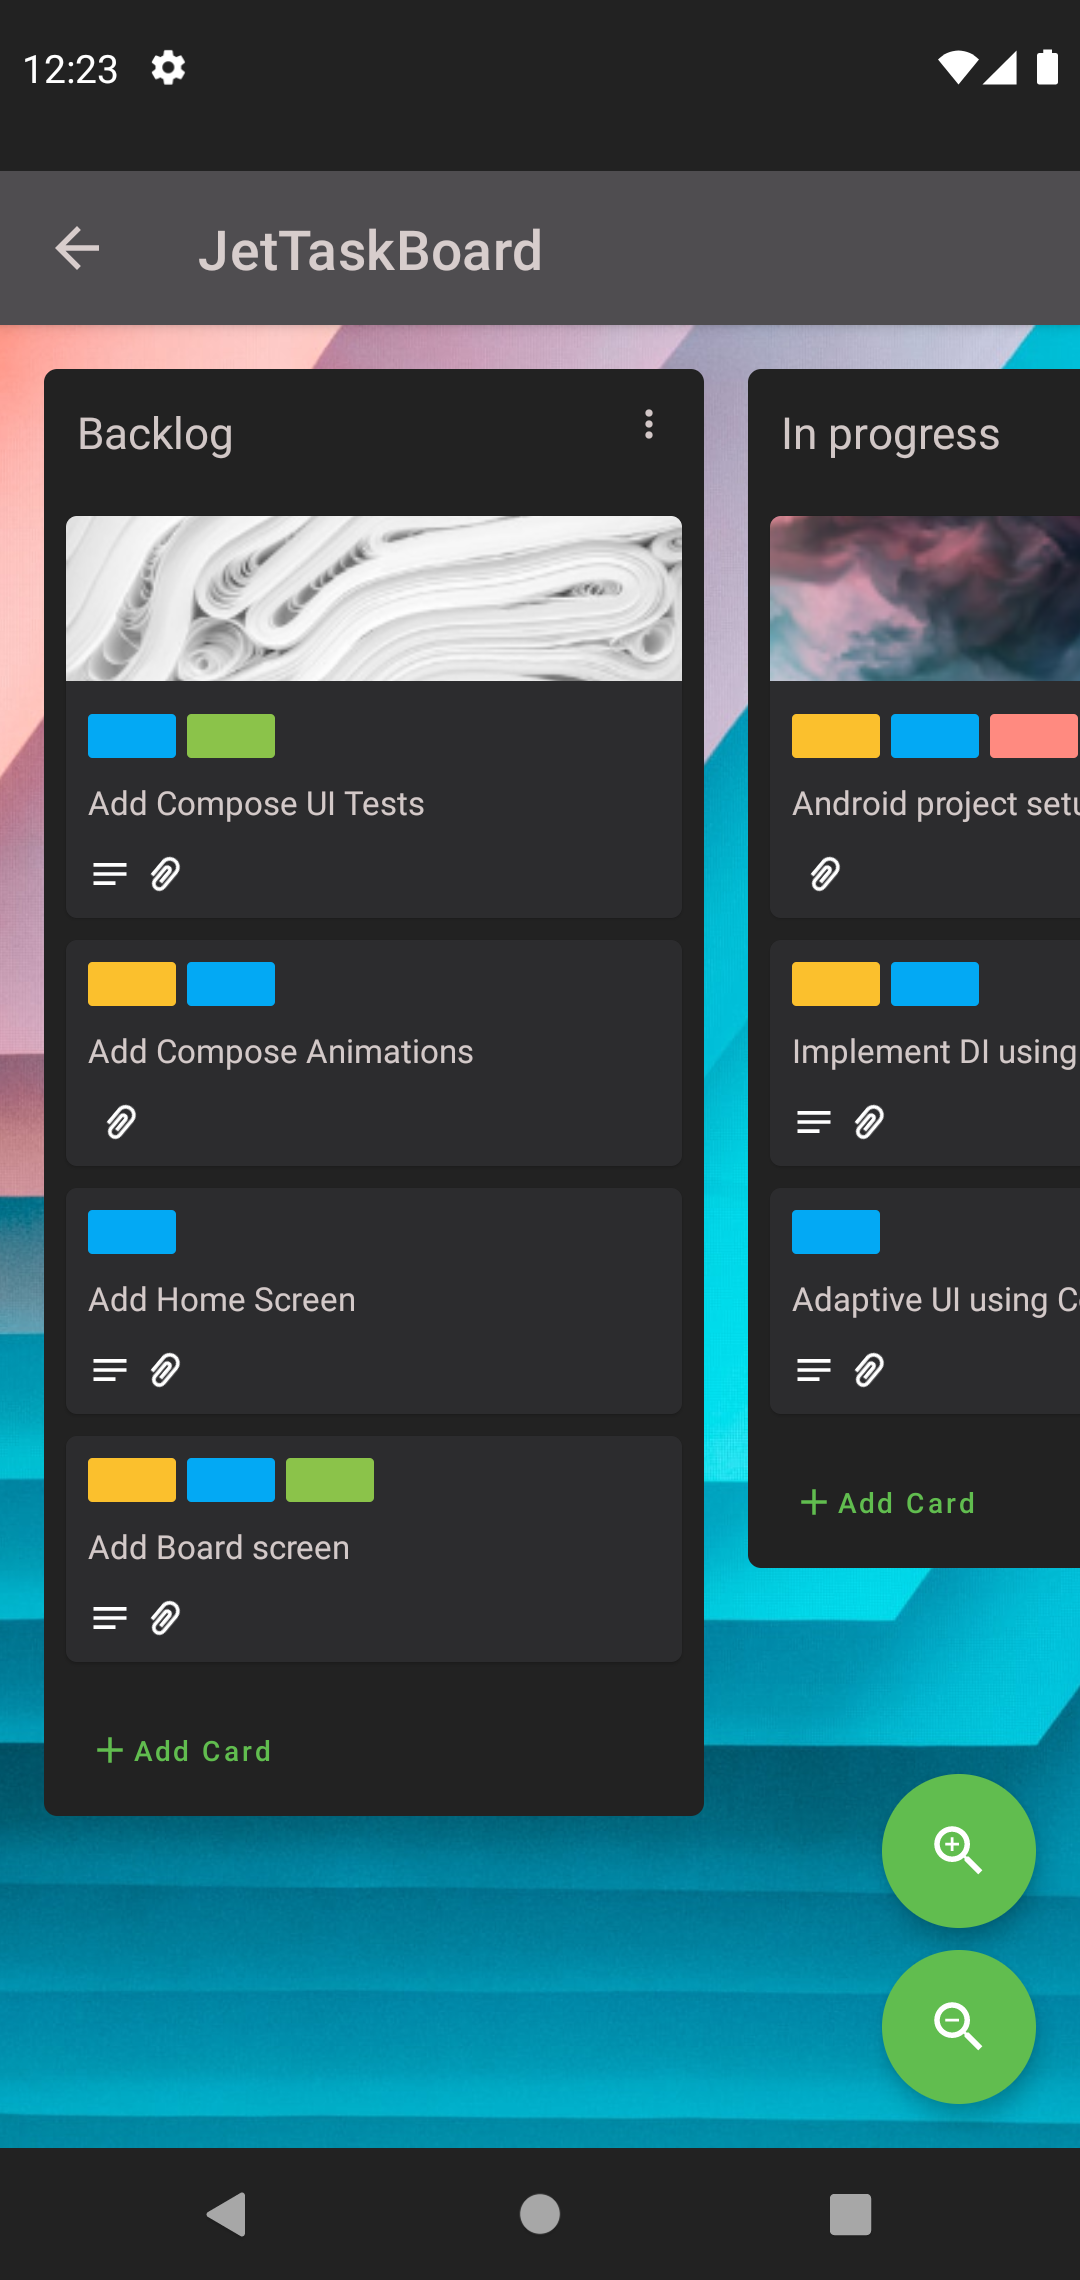 12:23
JetTaskBoard
Backlog
Add Compose UI Tests
Add Compose Animations
Add Home Screen
Add Board screen
Add Card
In progress
Android project setu
Implement DI using
Adaptive UI using C
Add Card